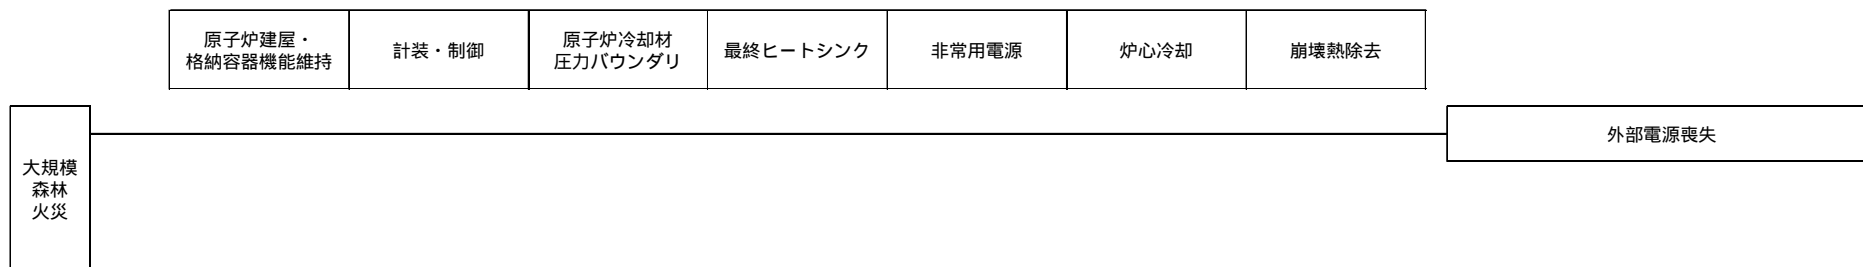 原子炉建屋・
格納容器機能維持
計装・制御
原子炉冷却材
圧力バウンダリ
最終ヒートシンク
非常用電源
炉心冷却
崩壊熱除去
大規模
森林
火災
外部電源喪失